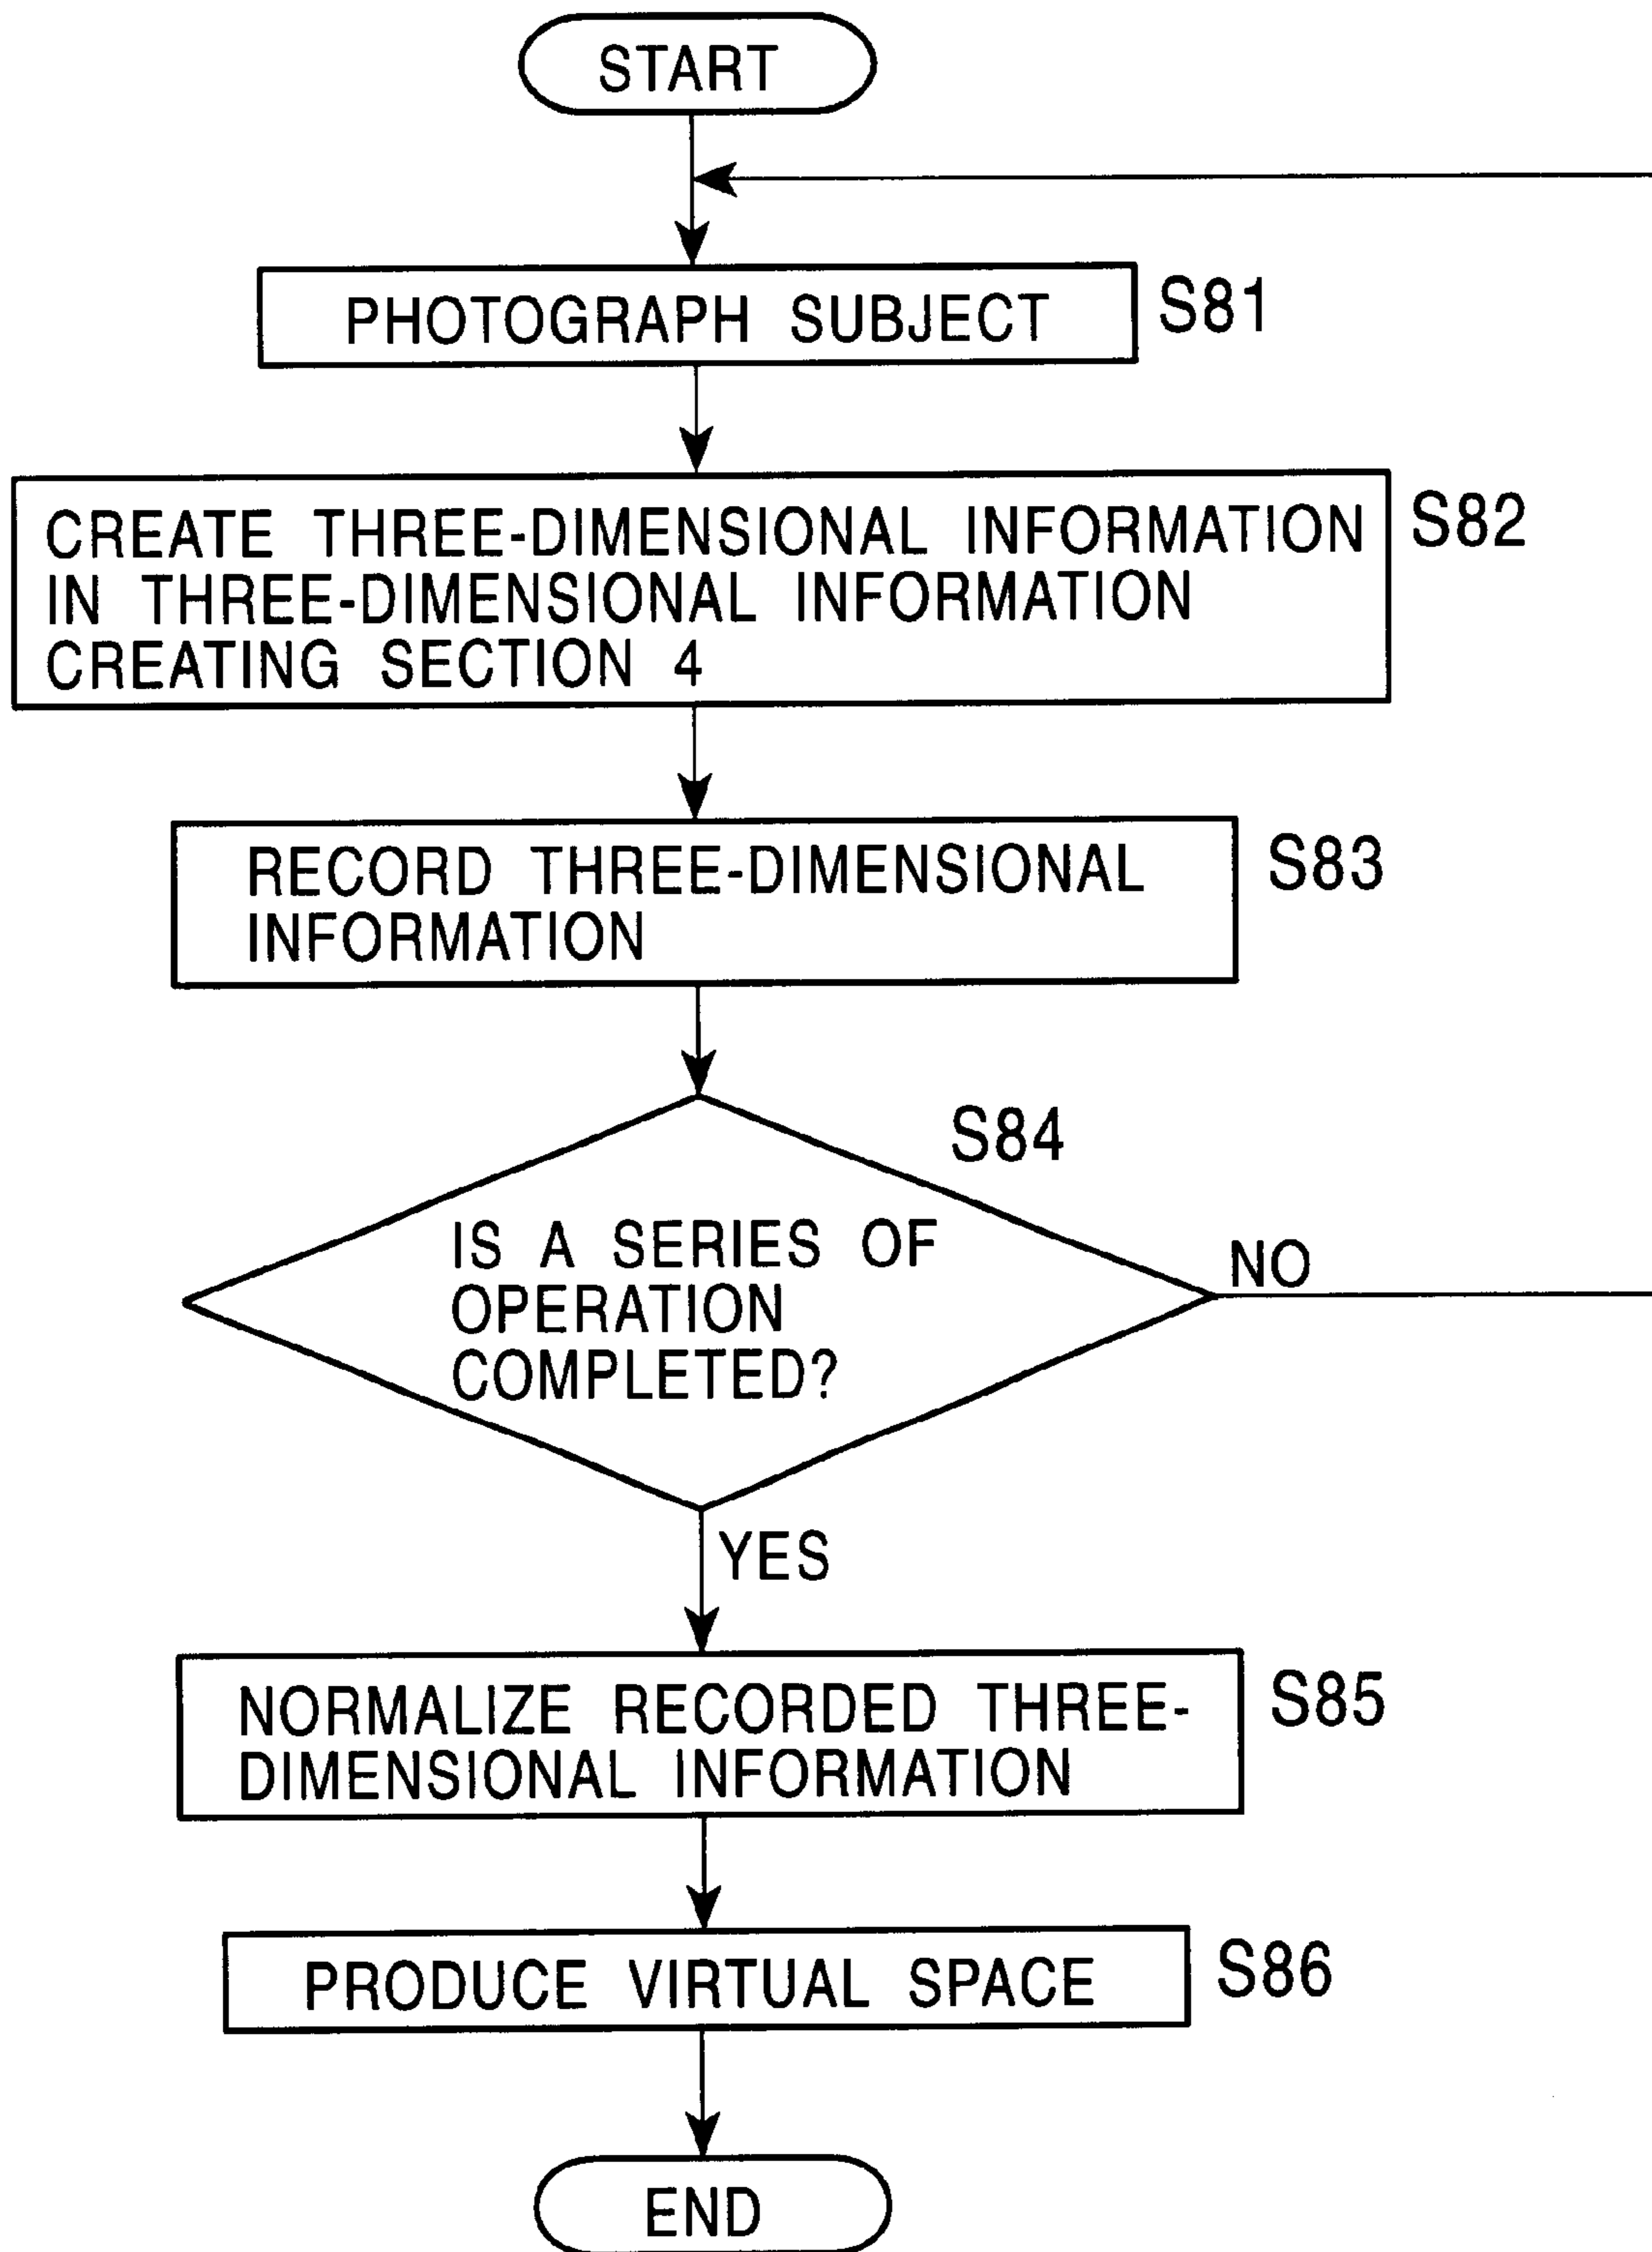 START
PHOTOGRAPH SUBJECT
S81
CREATE THREE-DIMENSIONAL INFORMATION
IN THREE-DIMENSIONAL INFORMATION
CREATING SECTION 4
S82
RECORD THREE-DIMENSIONAL
INFORMATION
S83
S84
IS A SERIES OF
OPERATION
COMPLETED?
NO
YES
NORMALIZE RECORDED THREE-
DIMENSIONAL INFORMATION
S85
PRODUCE VIRTUAL SPACE
S86
END